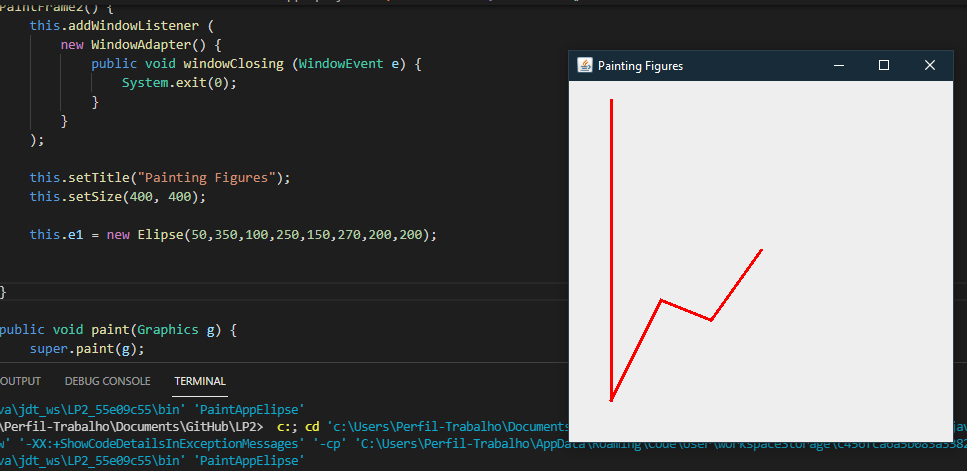 PaintFrame2() {
this.addWindowListener (
new WindowAdapter() {
public void windowClosing (WindowEvent e) {
System.exit(0);
}
}
);
this.setTitle("Painting Figures");
this.setSize(400, 400);
this.e1 = new Elipse(50,350,100,250,150,270,200,200);
}
public void paint(Graphics g) {
super.paint(g);
Painting Figures
OUTPUT DEBUG CONSOLE TERMINAL
va\jdt_ws\LP2_55e09c55\bin' 'PaintAppElipse'
\Perfil-Trabalho\Documents\GitHub\LP2> c:; cd 'c:\Users\Perfil-Trabalho\Documents
w' '-XX:+ShowCodeDetailsInExceptionMessages' '-cp' 'C:\Users\Perfil-Trabalho\AppData\Roaming\Code\User\workspaceStorage\
va\jdt_ws\LP2_55e09c55\bin' 'PaintAppElipse'